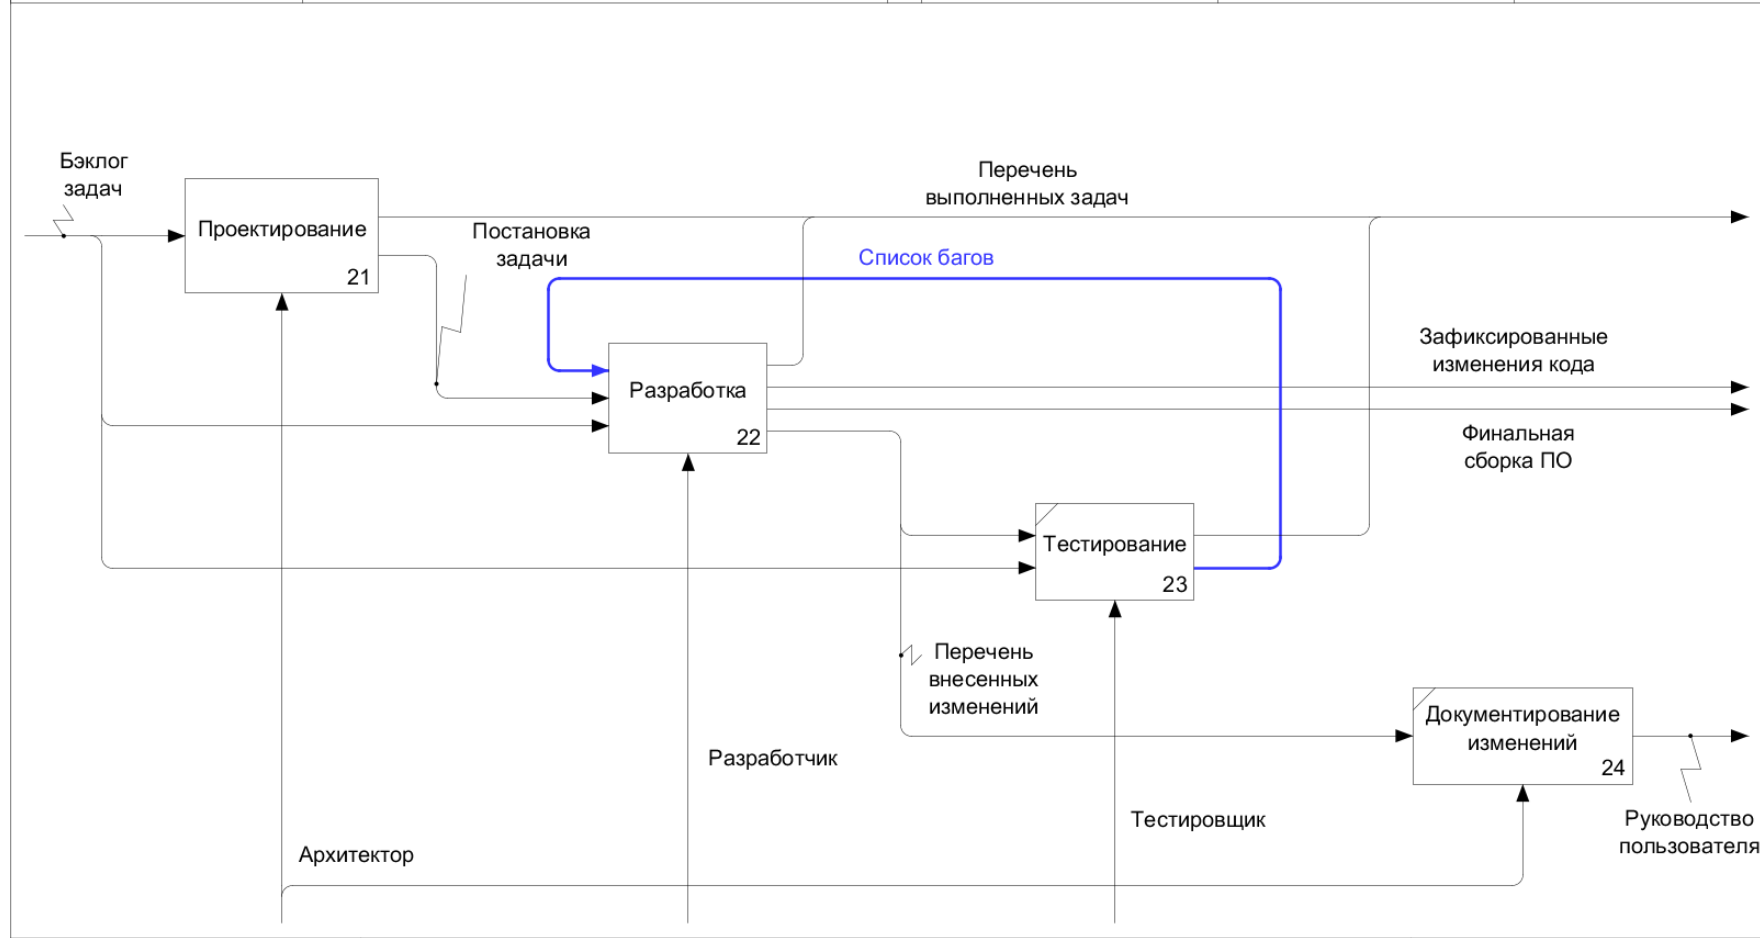 Бэклог
задач
Проектирование
21
Постановка
задачи
Перечень
выполненных задач
Список багов
Разработка
22
Зафиксированные
изменения кода
Финальная
сборка ПО
Тестирование
23
Перечень
внесенных
изменений
Документирование
изменений
24
Разработчик
Тестировщик
Архитектор
Руководство
пользователя